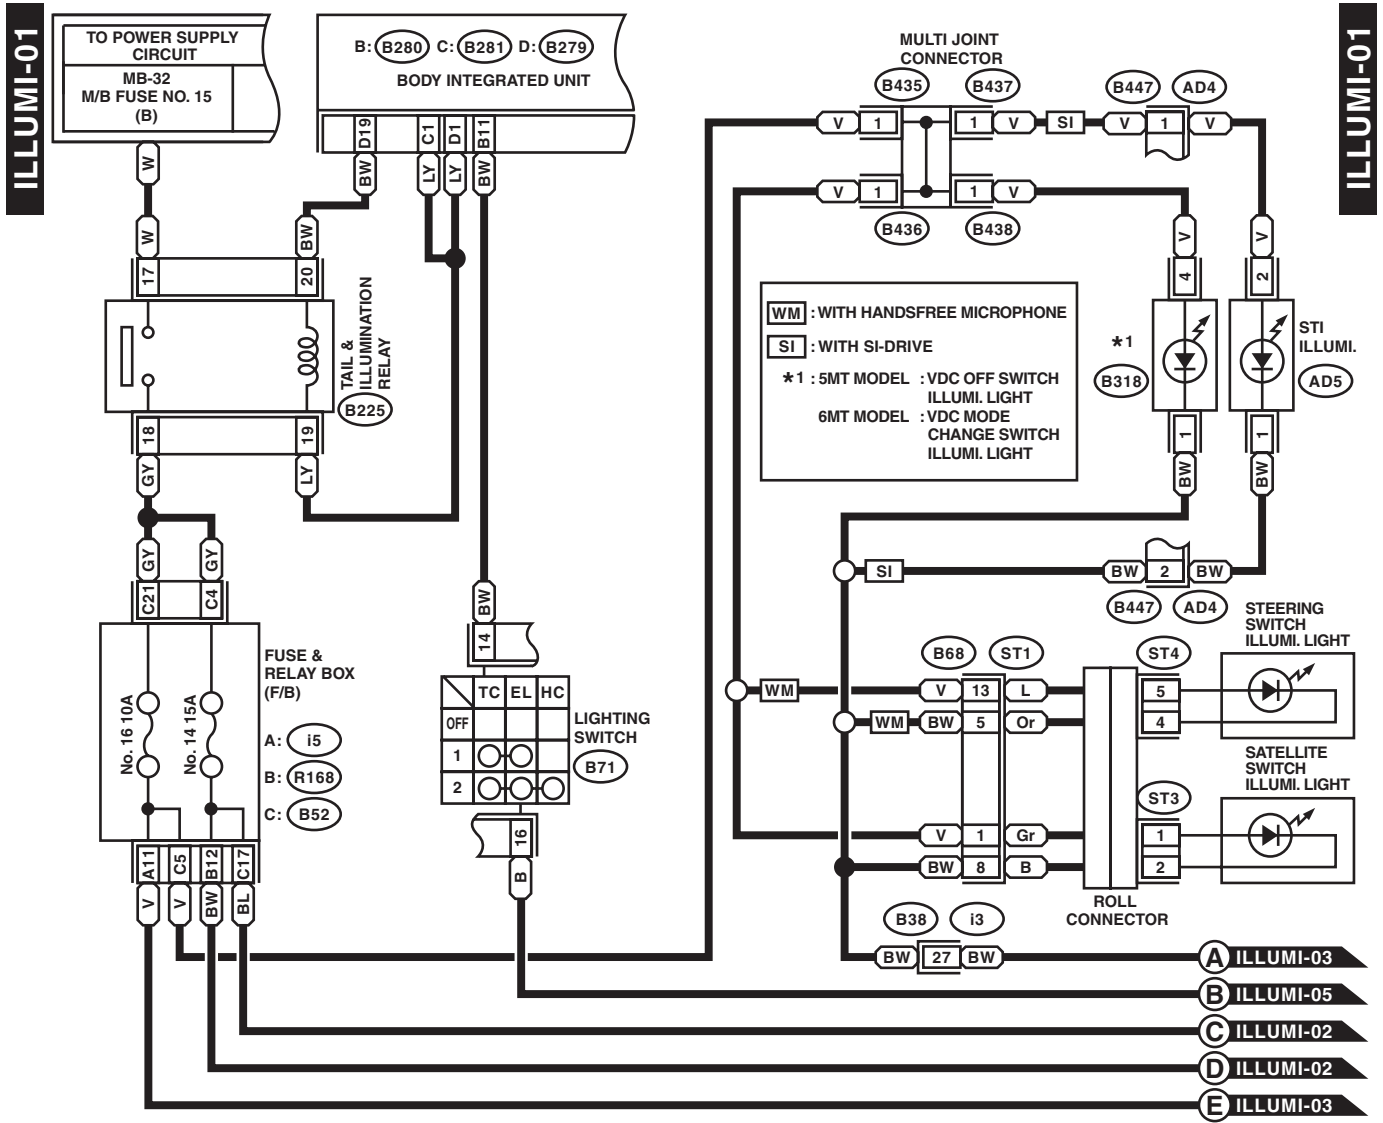 ILLUMI-01
ILLUMI-01
TO POWER SUPPLY
CIRCUIT
MB-32
M/B FUSE NO. 15
(B)
B: B280 C: B281 D: B279
BODY INTEGRATED UNIT
D19 C1 D1 B11
W BW LY LY BW
W BW
17 20
TAIL &
ILLUMINATION
RELAY
B225
18 19
GY LY
GY GY
C21 C4
FUSE &
RELAY BOX
(F/B)
No. 16 10A
No. 14 15A
A: i5
B: R168
C: B52
A11 C5 B12 C17
V V BW BL
BW
14
TC EL HC
OFF
1
2
LIGHTING
SWITCH
B71
16
B
MULTI JOINT
CONNECTOR
B435 B437 B447 AD4
V 1 1 V SI V 1 V
V 1 1 V
B436 B438
V V
4 2
WM : WITH HANDSFREE MICROPHONE
SI : WITH SI-DRIVE
*1 : 5MT MODEL : VDC OFF SWITCH
ILLUMI. LIGHT
6MT MODEL : VDC MODE
CHANGE SWITCH
ILLUMI. LIGHT
*1
B318
STI
ILLUMI.
AD5
1 1
BW BW
SI BW 2 BW
B447 AD4
STEERING
SWITCH
ILLUMI. LIGHT
B68 ST1 ST4
WM V 13 L 5
WM BW 5 Or 4
SATELLITE
SWITCH
ILLUMI. LIGHT
ST3
V 1 Gr 1
BW 8 B 2
ROLL
CONNECTOR
B38 i3
BW 27 BW
A ILLUMI-03
B ILLUMI-05
C ILLUMI-02
D ILLUMI-02
E ILLUMI-03